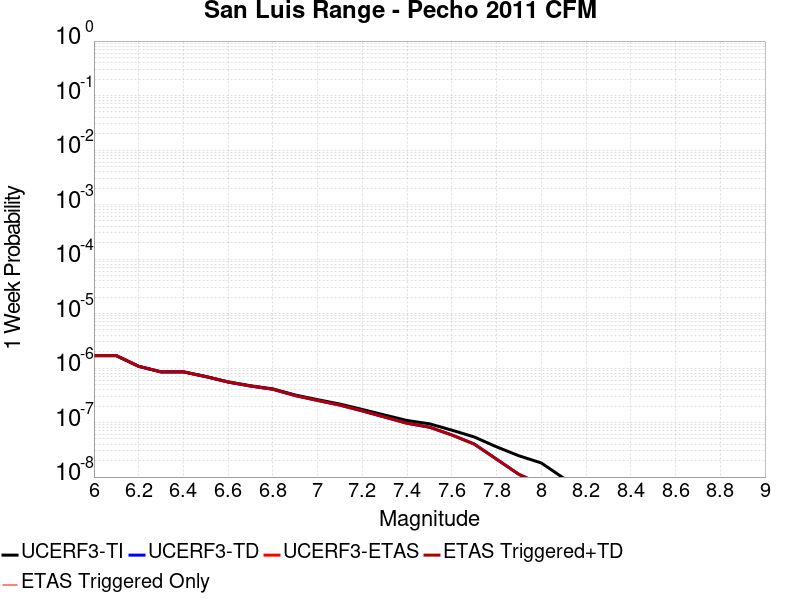 San Luis Range - Pecho 2011 CFM
10^0
10^-1
10^-2
10^-3
10^-4
10^-5
10^-6
10^-7
10^-8
1 Week Probability
6 6.2 6.4 6.6 6.8 7 7.2 7.4 7.6 7.8 8 8.2 8.4 8.6 8.8 9
Magnitude
UCERF3-TI UCERF3-TD UCERF3-ETAS ETAS Triggered+TD
ETAS Triggered Only